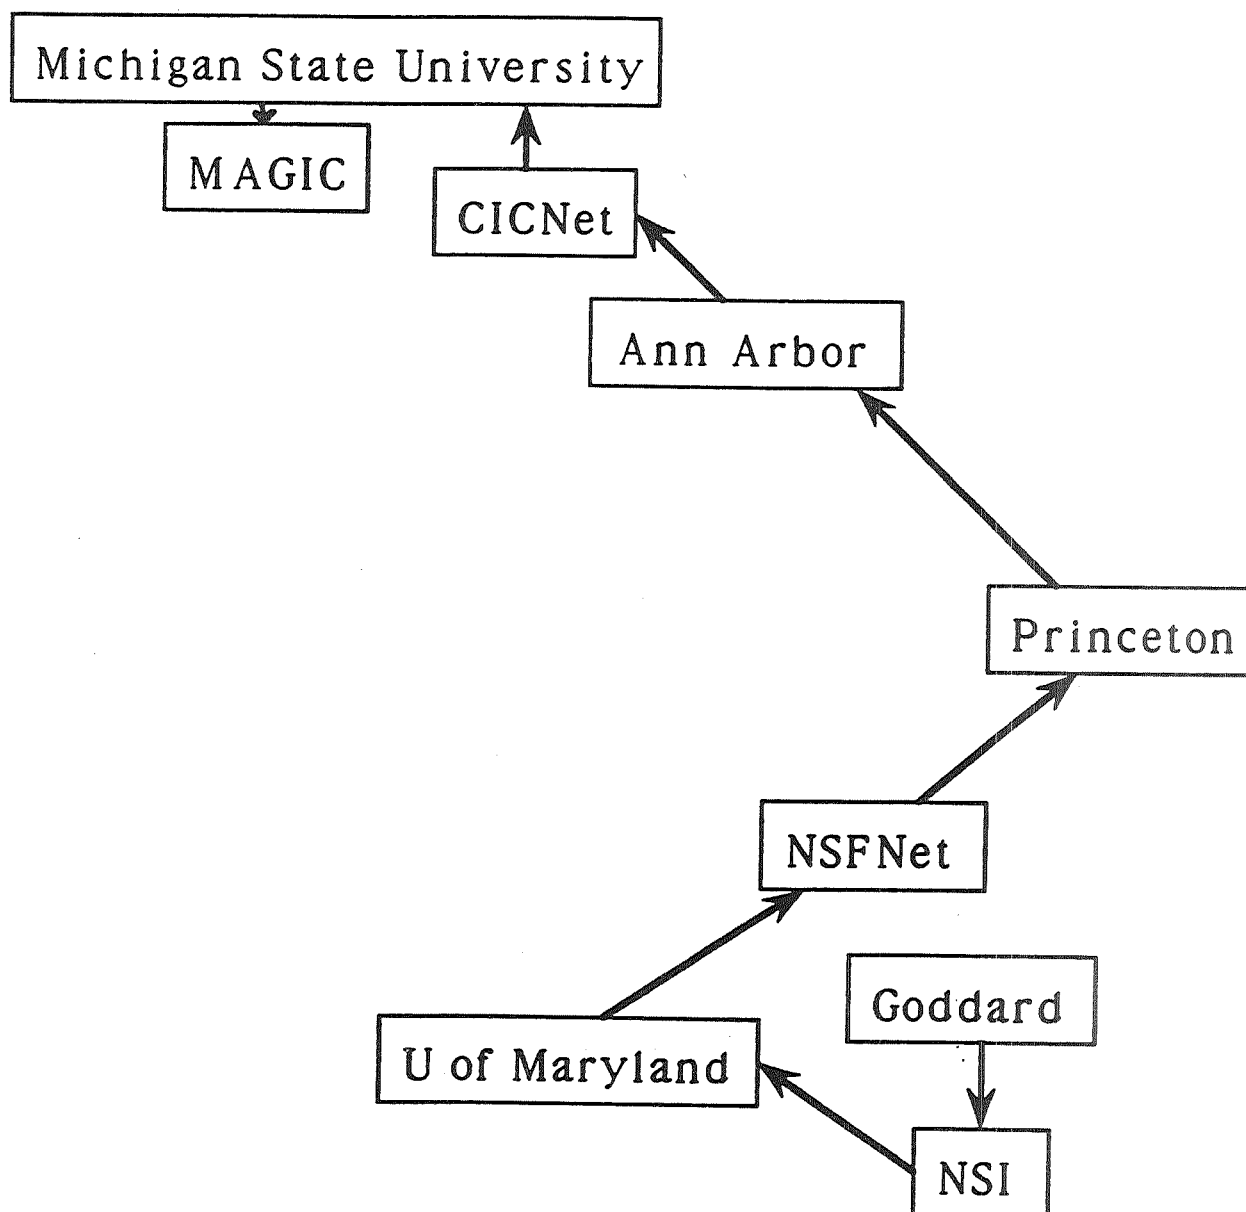 Michigan State University
MAGIC
CICNet
Ann Arbor
Princeton
NSFNet
Goddard
U of Maryland
NSI